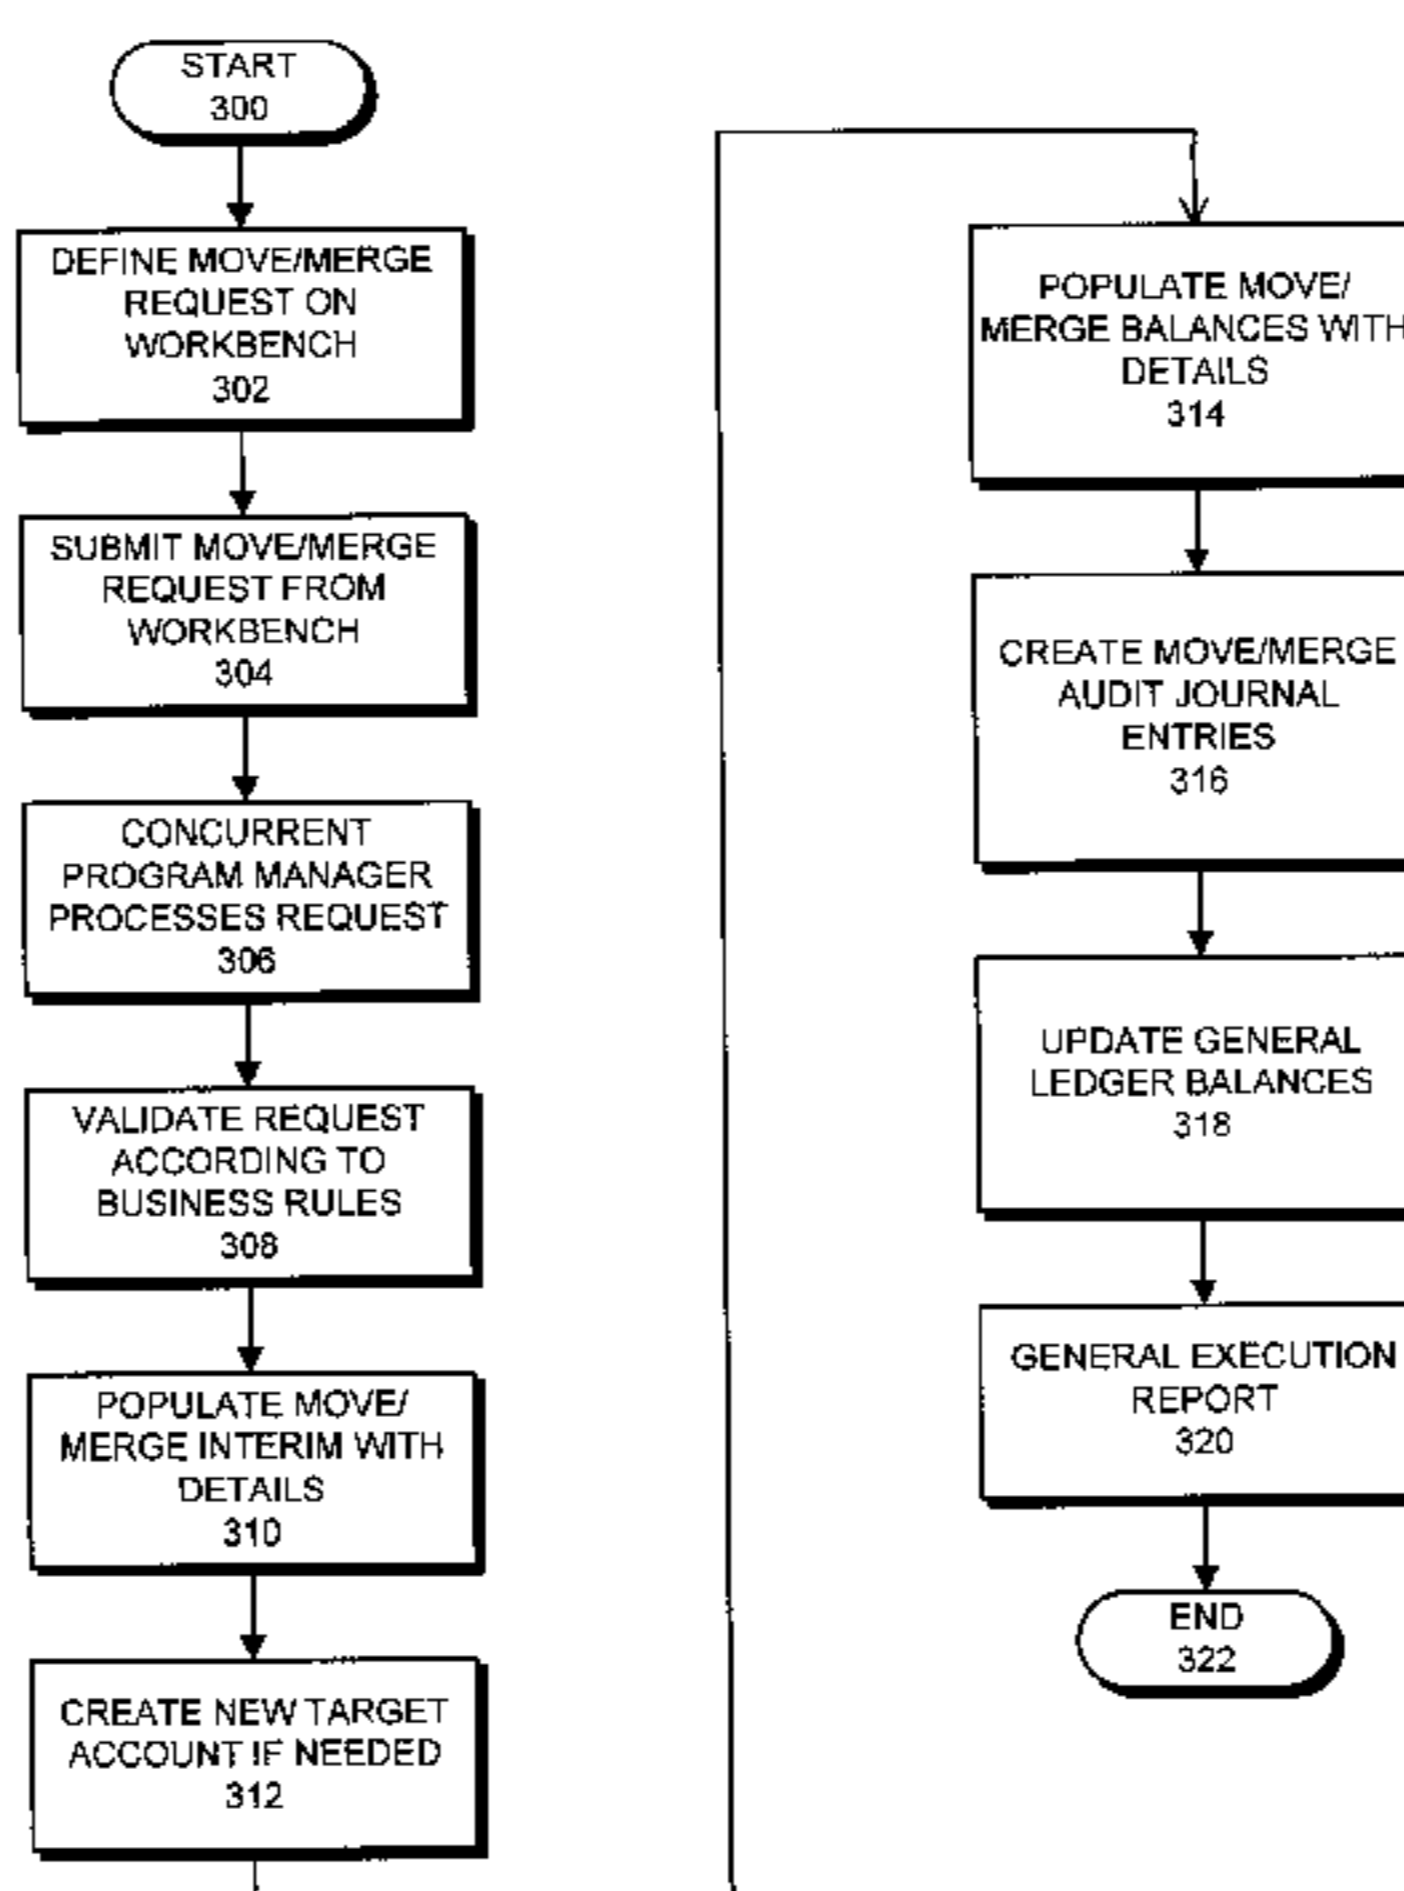 START
300
DEFINE MOVE/MERGE
REQUEST ON
WORKBENCH
302
SUBMIT MOVE/MERGE
REQUEST FROM
WORKBENCH
304
CONCURRENT
PROGRAM MANAGER
PROCESSES REQUEST
306
VALIDATE REQUEST
ACCORDING TO
BUSINESS RULES
308
POPULATE MOVE/
MERGE INTERIM WITH
DETAILS
310
CREATE NEW TARGET
ACCOUNT IF NEEDED
312
POPULATE MOVE/
MERGE BALANCES WITH
DETAILS
314
CREATE MOVE/MERGE
AUDIT JOURNAL
ENTRIES
316
UPDATE GENERAL
LEDGER BALANCES
318
GENERAL EXECUTION
REPORT
320
END
322